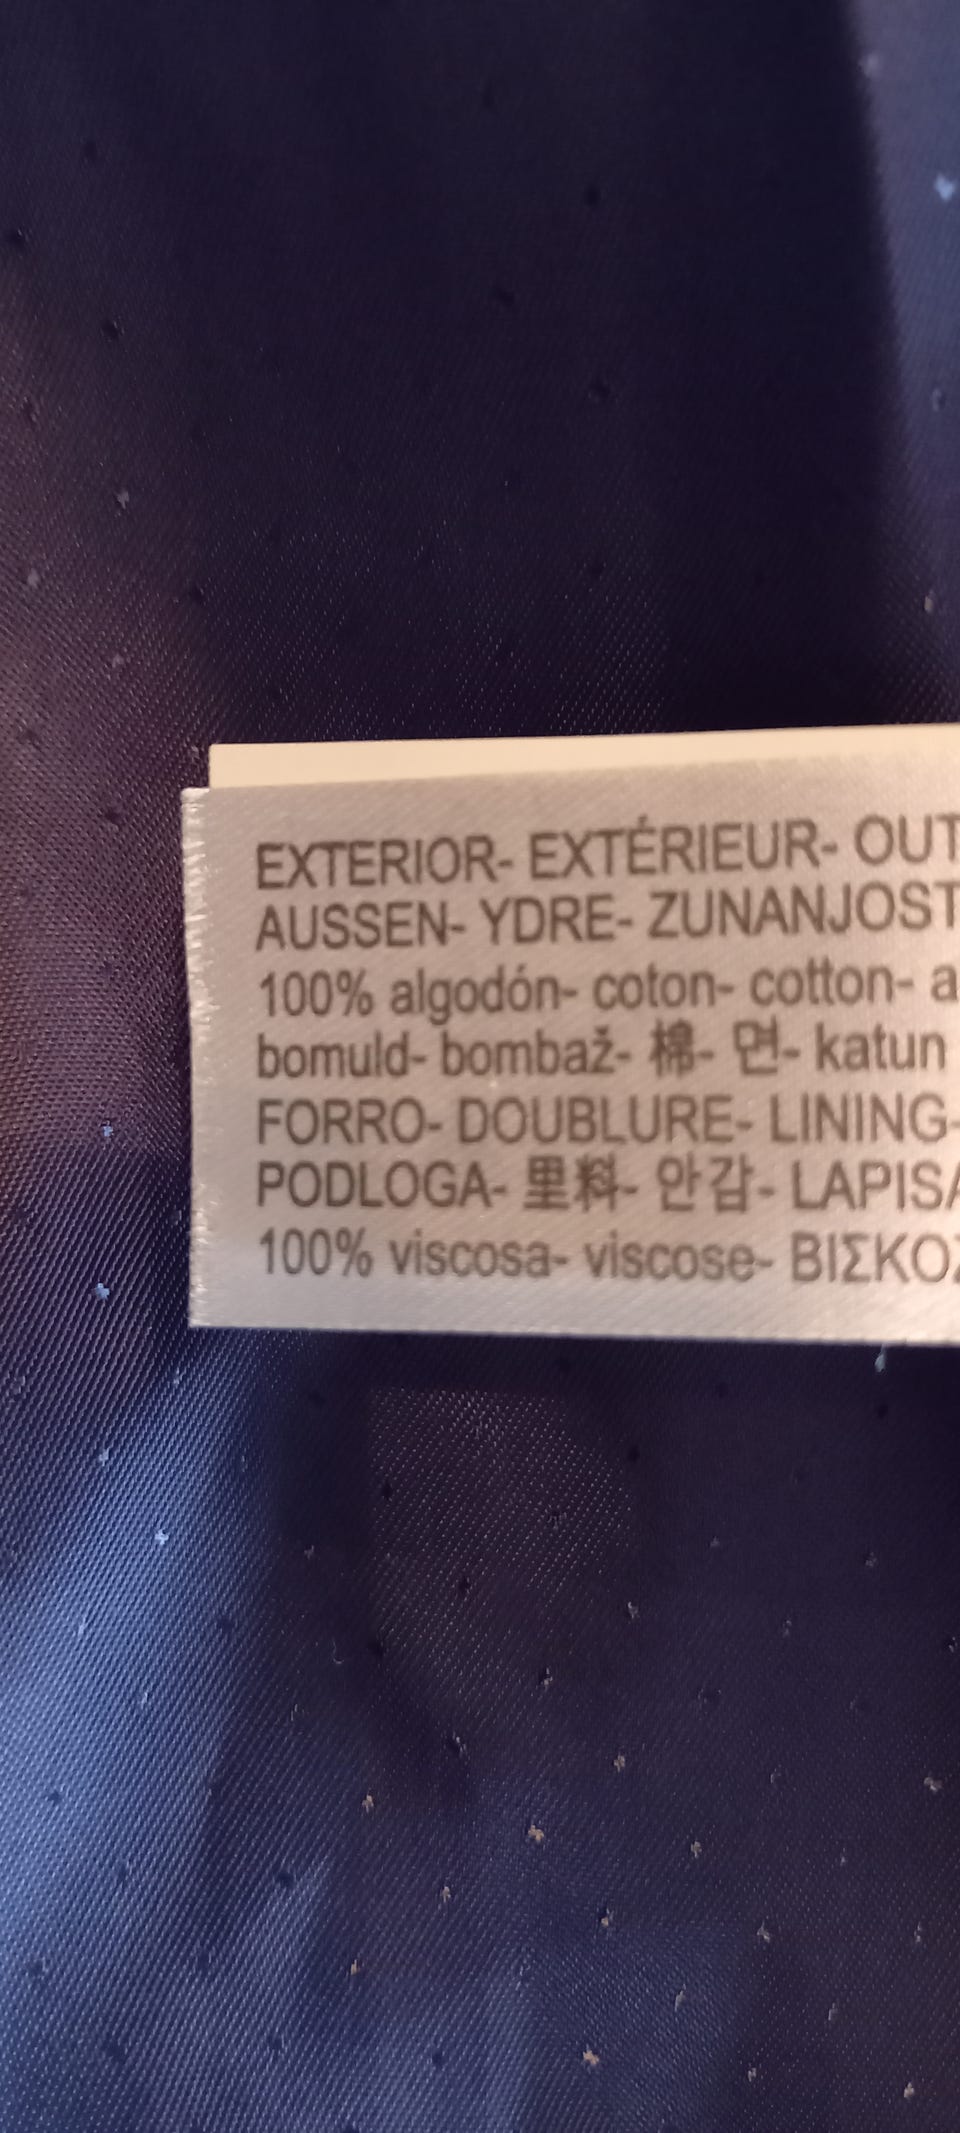 EXTERIOR- EXTÉRIEUR- OUT
AUSSEN- YDRE- ZUNANJOST
100% algodón- coton- cotton- a
bomuld- bombaž- 棉- 면- katun
FORRO- DOUBLURE- LINING-
PODLOGA- 里料- 안감- LAPISA
100% viscosa- viscose- ΒΙΣΚΟΖ